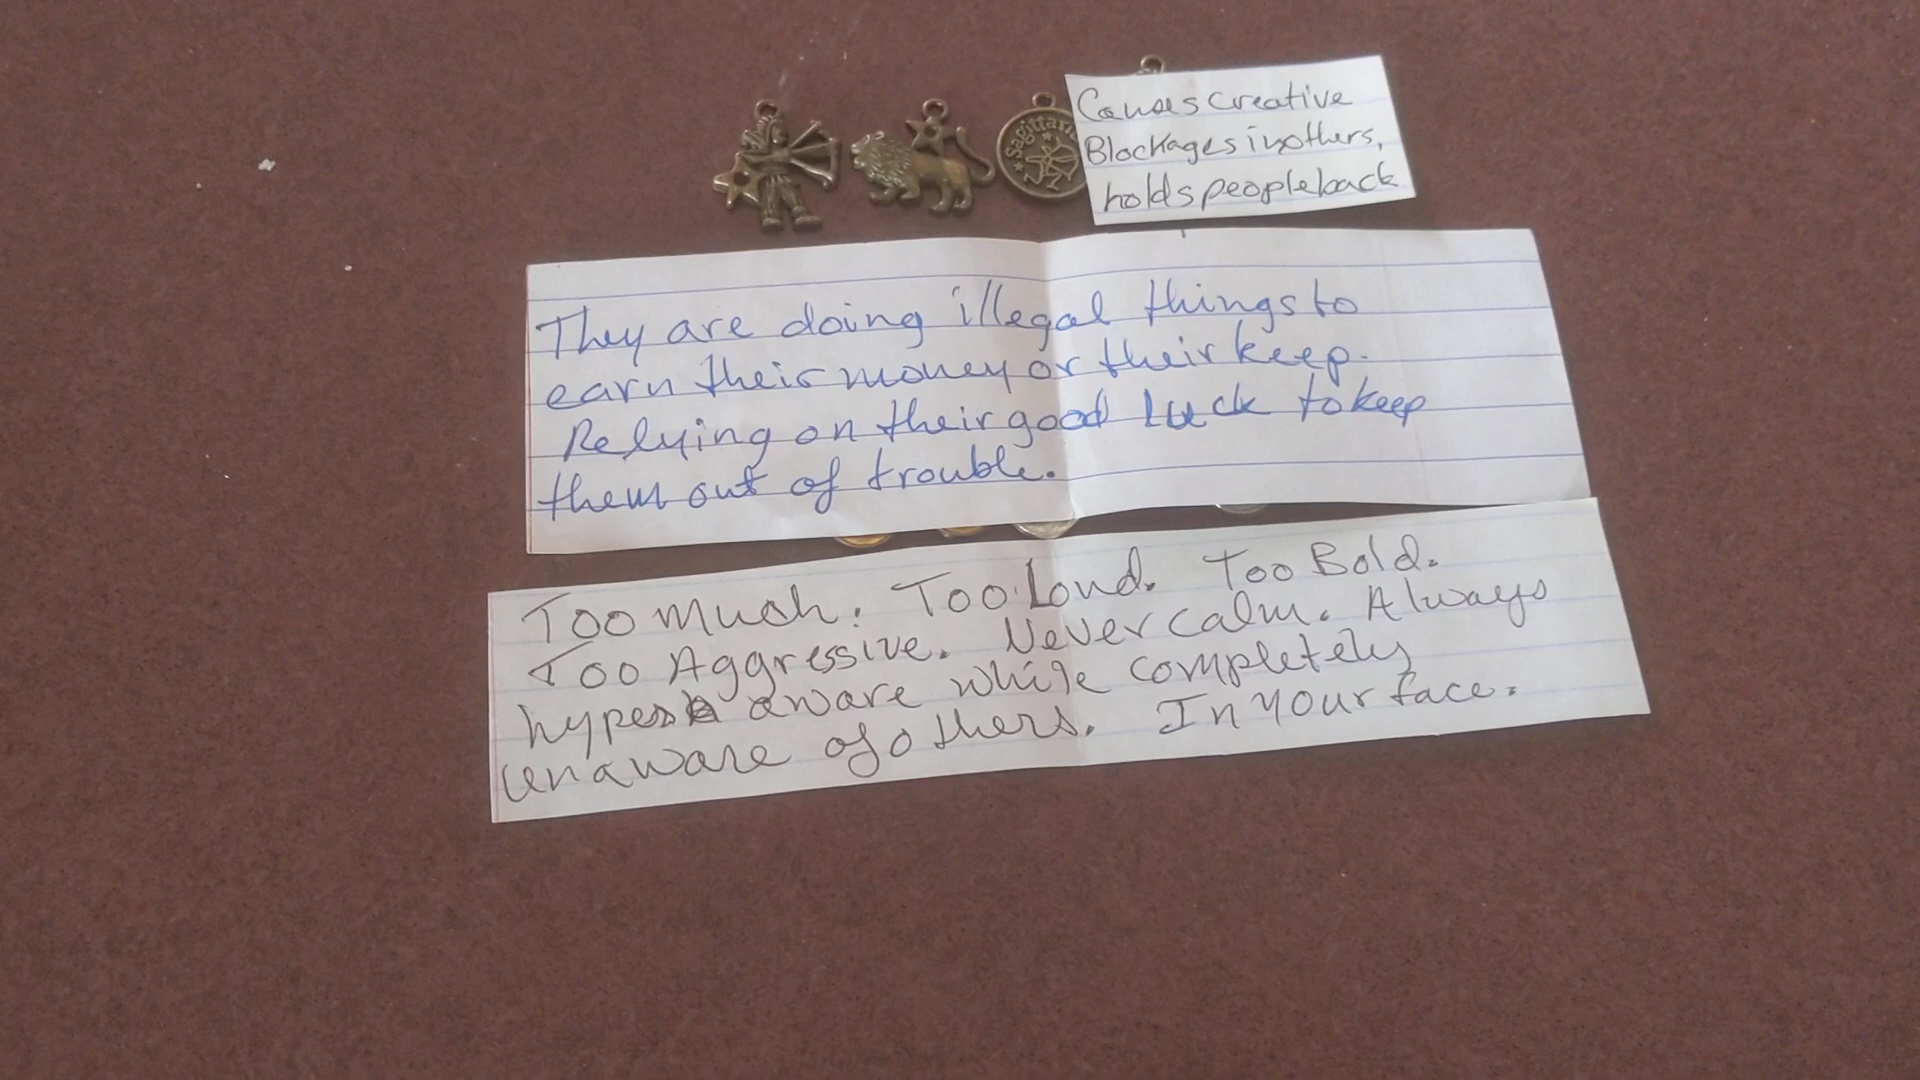 Sagittari
Causes creative
Blockages in others,
holds people back
They are doing illegal things to
earn their money or their keep.
Relying on their good luck to keep
them out of trouble.
Too Much. Too Loud. Too Bold.
Too Aggressive. Never calm. Always
hyper aware while completely
unaware of others. In your face.